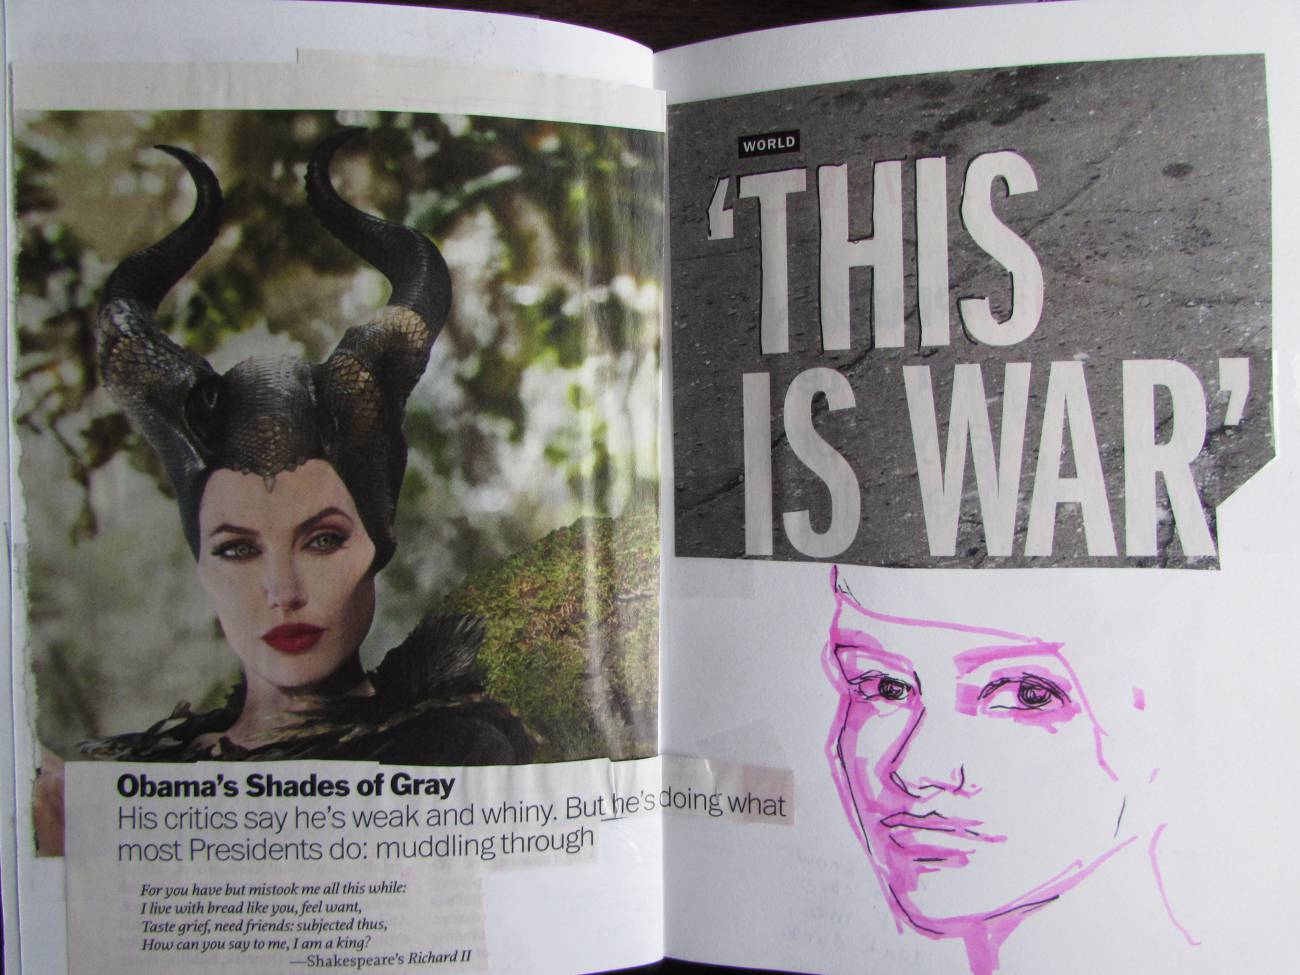 Obama's Shades of Gray
His critics say he's weak and whiny. But he's doing what
most Presidents do: muddling through
For you have but mistook me all this while:
I live with bread like you, feel want,
Taste grief, need friends: subjected thus,
How can you say to me, I am a king?
—Shakespeare's Richard II
WORLD
‘THIS
IS WAR’